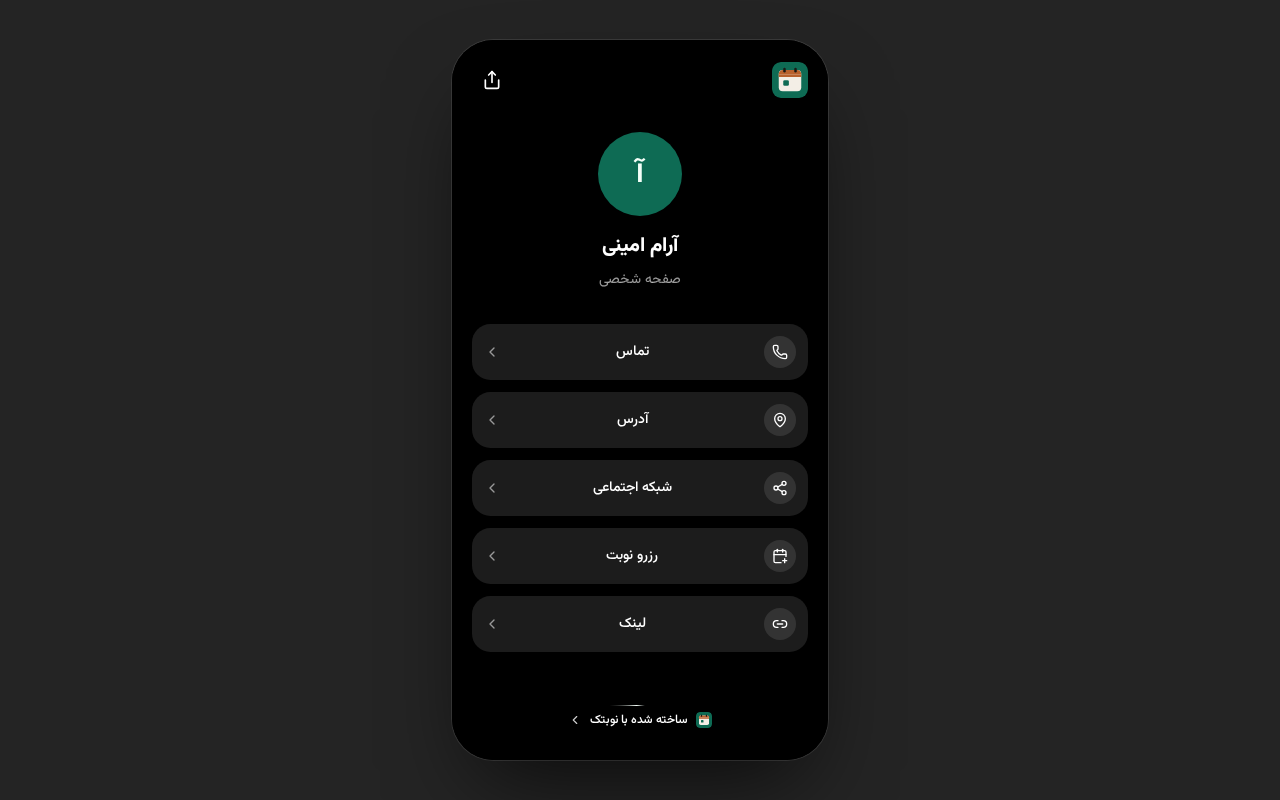 آ
آرام امینی
صفحه شخصی
تماس
آدرس
شبکه اجتماعی
رزرو نوبت
لینک
ساخته شده با نوبتک